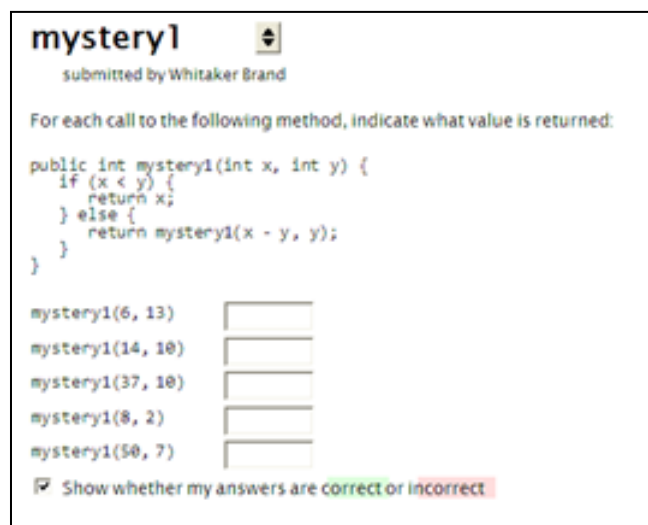 mystery1
submitted by Whitaker Brand
For each call to the following method, indicate what value is returned:
public int mystery1(int x, int y) {
if (x < y) {
return x;
} else {
return mystery1(x - y, y);
}
}
mystery1(6, 13)
mystery1(14, 10)
mystery1(37, 10)
mystery1(8, 2)
mystery1(50, 7)
Show whether my answers are correct or incorrect